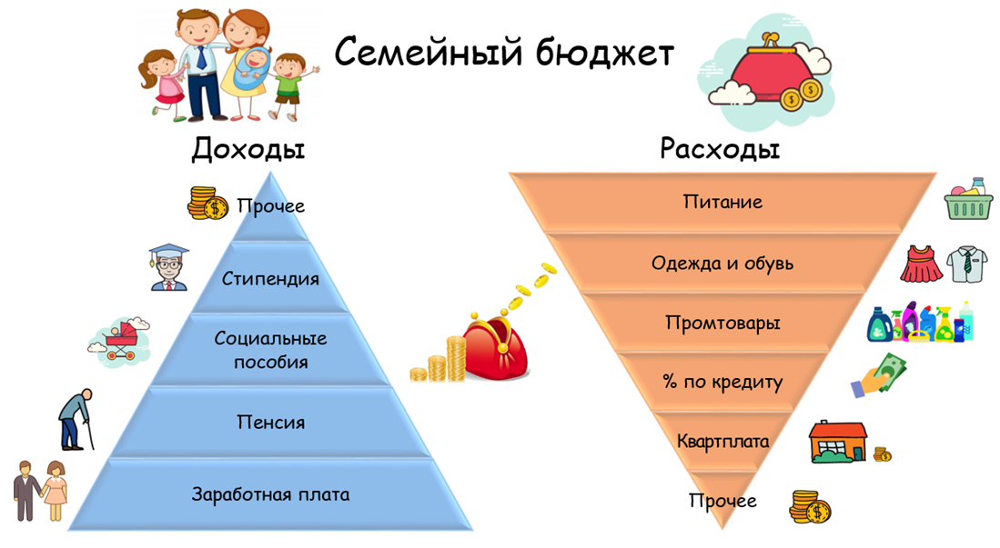 Семейный бюджет
Доходы
Прочее
Стипендия
Социальные
пособия
Пенсия
Заработная плата
Расходы
Питание
Одежда и обувь
Промтовары
% по кредиту
Квартплата
Прочее